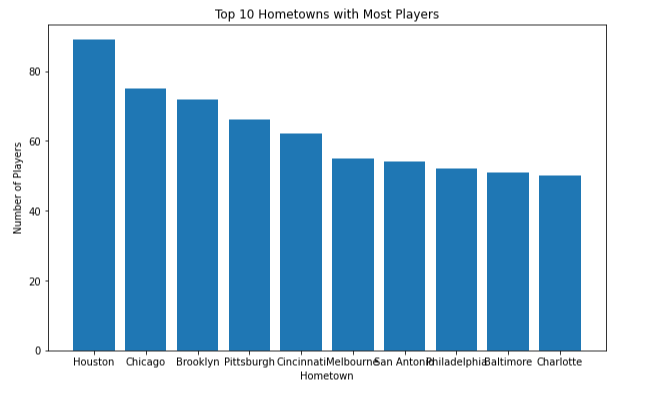 Top 10 Hometowns with Most Players
Number of Players
80
60
40
20
0
Houston Chicago Brooklyn Pittsburgh Cincinnati Melbourne San Antonio Philadelphia Baltimore Charlotte
Hometown